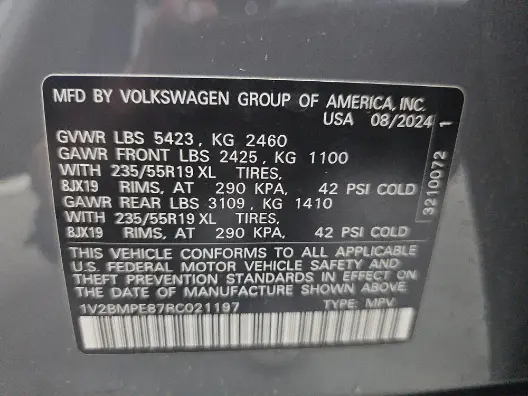 MFD BY VOLKSWAGEN GROUP OF AMERICA, INC.
USA 08/2024 1
GVWR LBS 5423 , KG 2460
GAWR FRONT LBS 2425 , KG 1100
WITH 235/55R19 XL TIRES,
8JX19 RIMS, AT 290 KPA, 42 PSI COLD
GAWR REAR LBS 3109 , KG 1410
WITH 235/55R19 XL TIRES,
8JX19 RIMS, AT 290 KPA, 42 PSI COLD
THIS VEHICLE CONFORMS TO ALL APPLICABLE
U.S. FEDERAL MOTOR VEHICLE SAFETY AND
THEFT PREVENTION STANDARDS IN EFFECT ON
THE DATE OF MANUFACTURE SHOWN ABOVE.
1V2BMPE87RC021197 TYPE: MPV
3210072